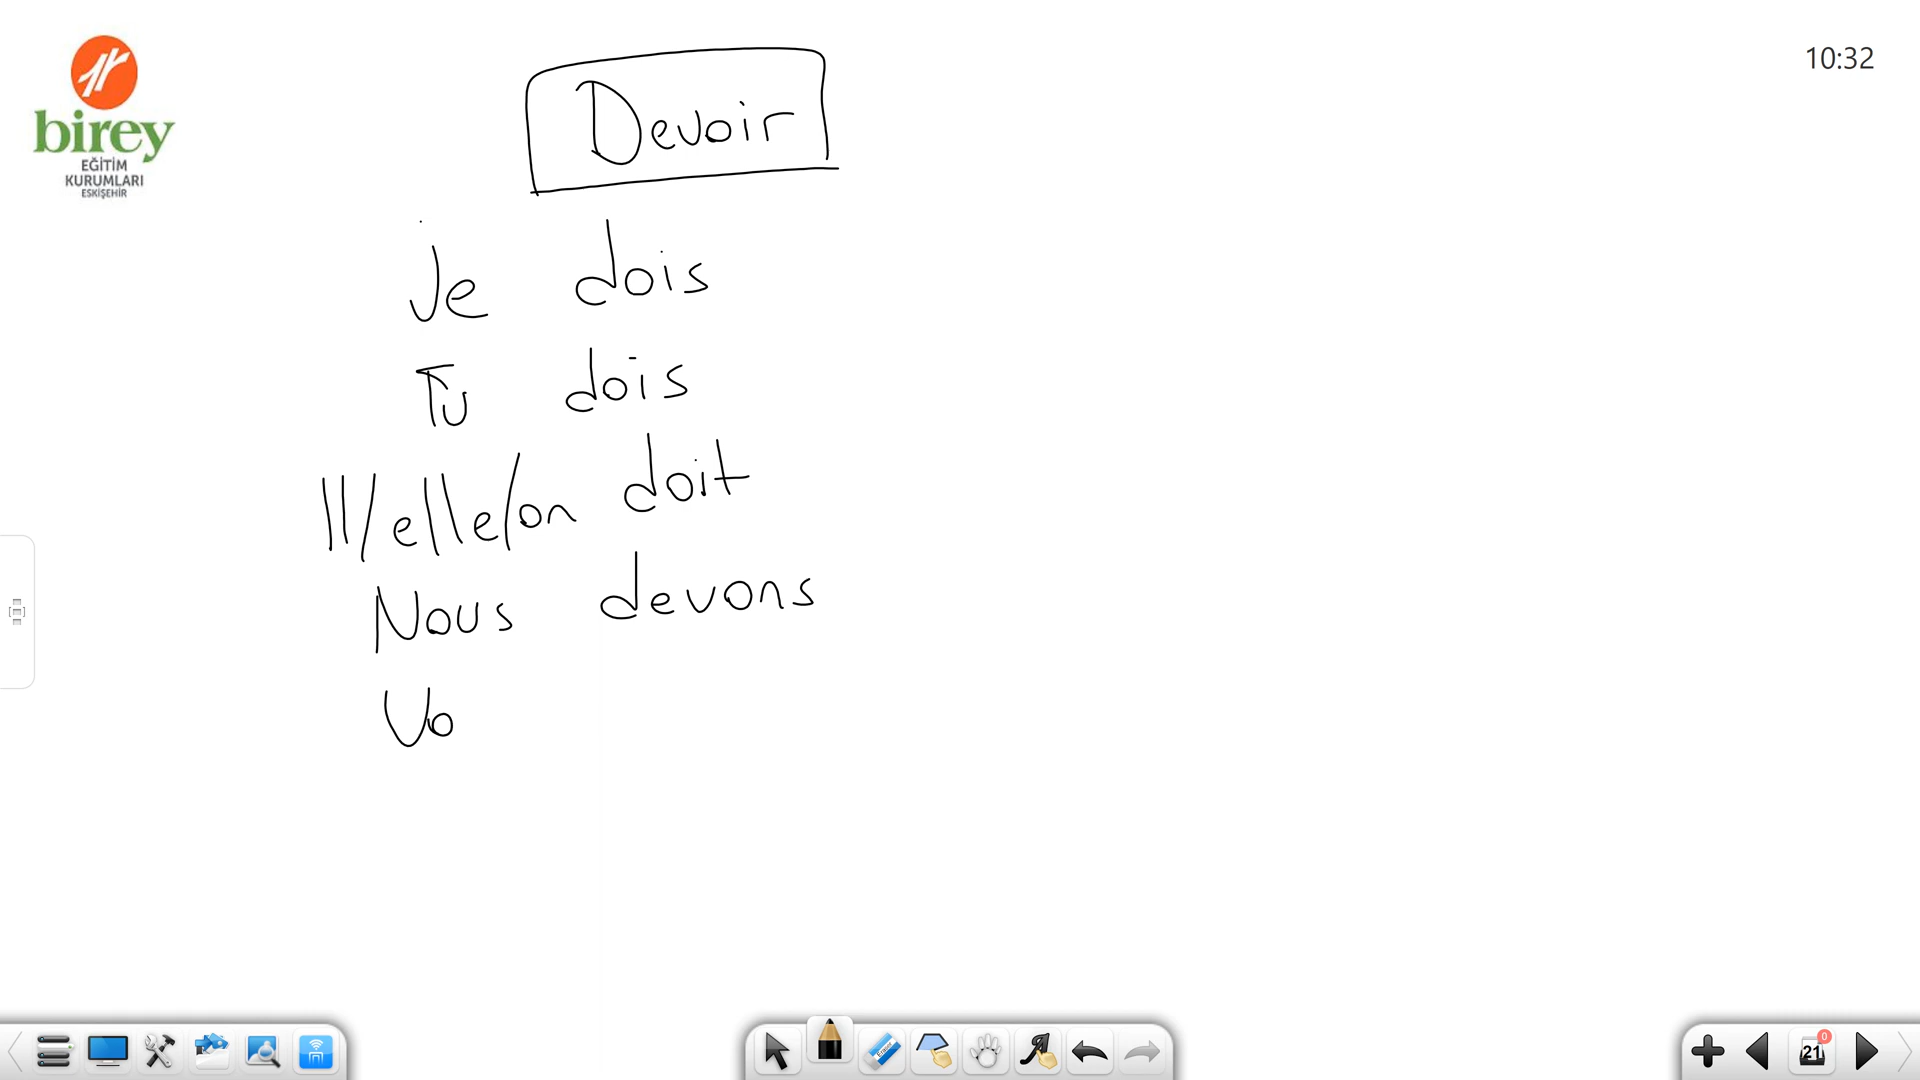 birey
EĞİTİM
KURUMLARI
ESKİŞEHİR
10:32
Devoir
Je dois
Tu dois
Il/elle/on doit
Nous devons
Vo
21
0